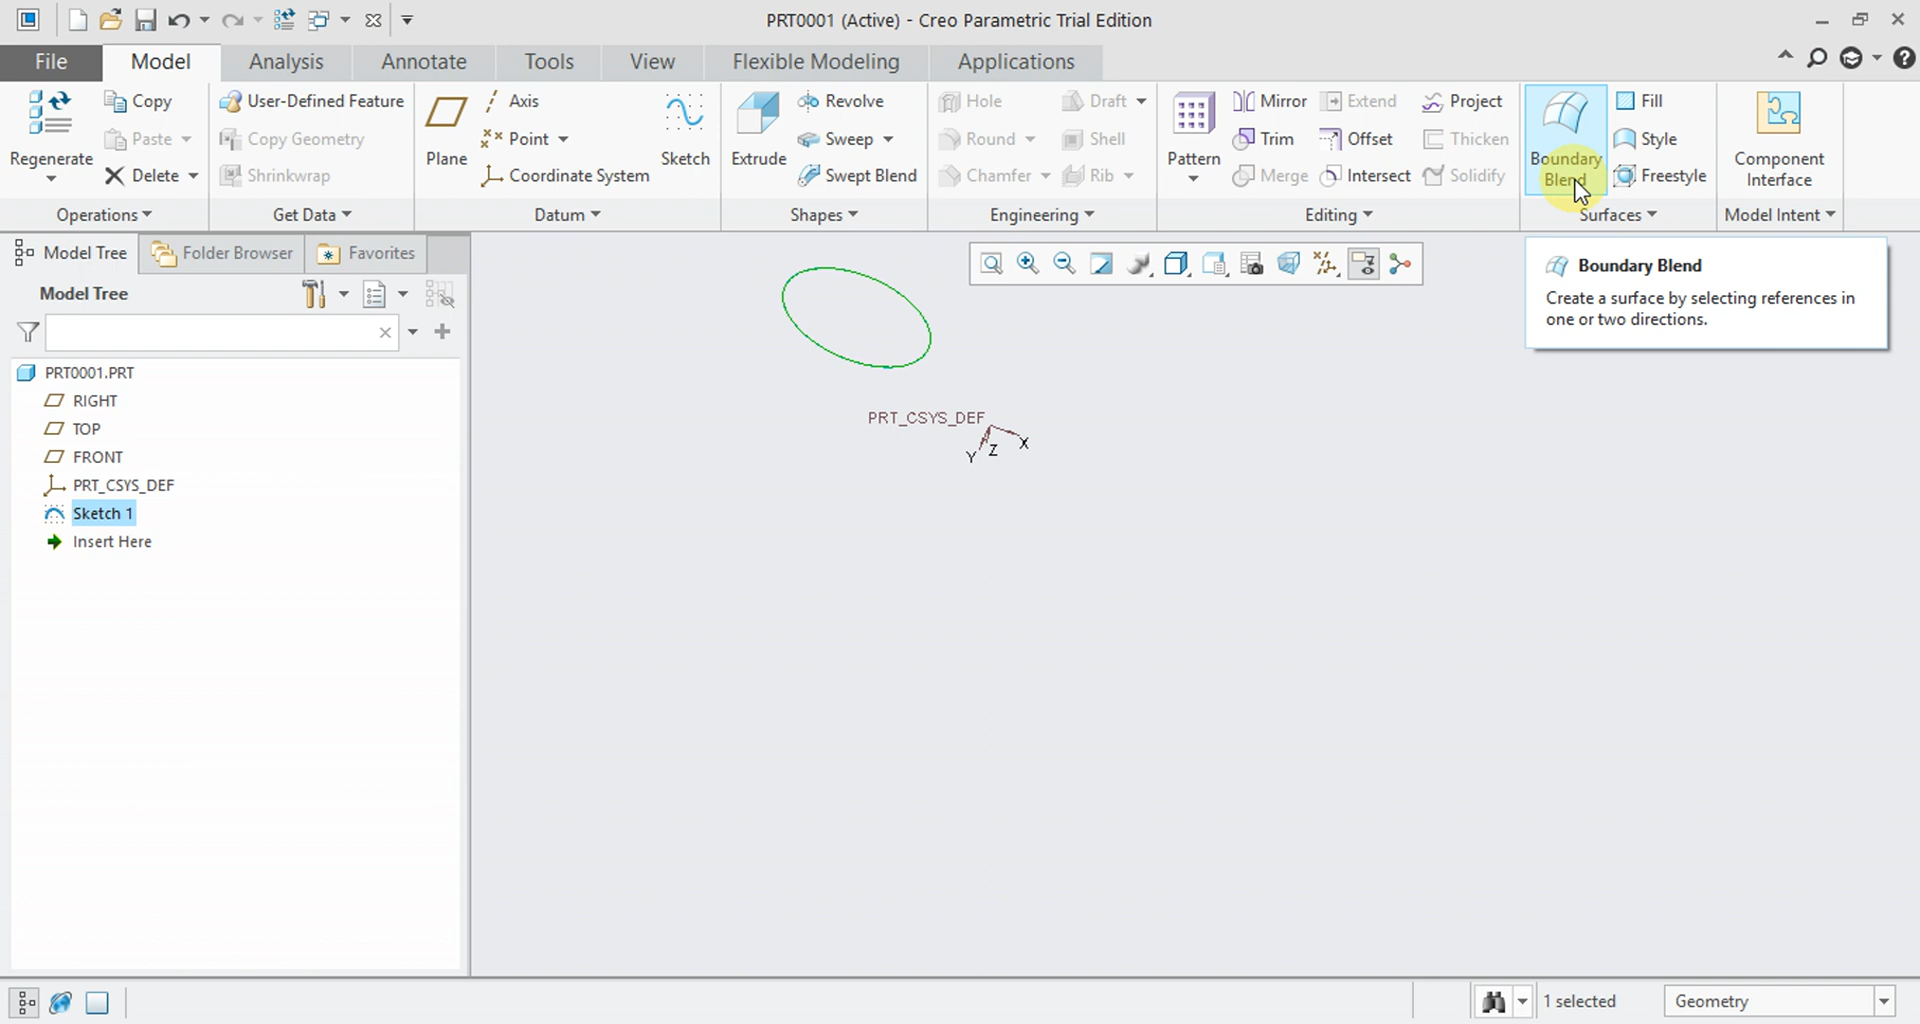 PRT0001 (Active) - Creo Parametric Trial Edition
File Model Analysis Annotate Tools View Flexible Modeling Applications
Regenerate
Copy
Paste
Delete
Operations
User-Defined Feature
Copy Geometry
Shrinkwrap
Get Data
Plane
Axis
Point
Coordinate System
Sketch
Datum
Extrude
Revolve
Sweep
Swept Blend
Shapes
Hole
Round
Chamfer
Draft
Shell
Rib
Engineering
Pattern
Mirror
Trim
Merge
Extend
Offset
Intersect
Project
Thicken
Solidify
Editing
Boundary
Blend
Fill
Style
Freestyle
Surfaces
Component
Interface
Model Intent
Model Tree Folder Browser Favorites
Model Tree
PRT0001.PRT
RIGHT
TOP
FRONT
PRT_CSYS_DEF
Sketch 1
Insert Here
PRT_CSYS_DEF
X
Y
Z
Boundary Blend
Create a surface by selecting references in
one or two directions.
1 selected
Geometry